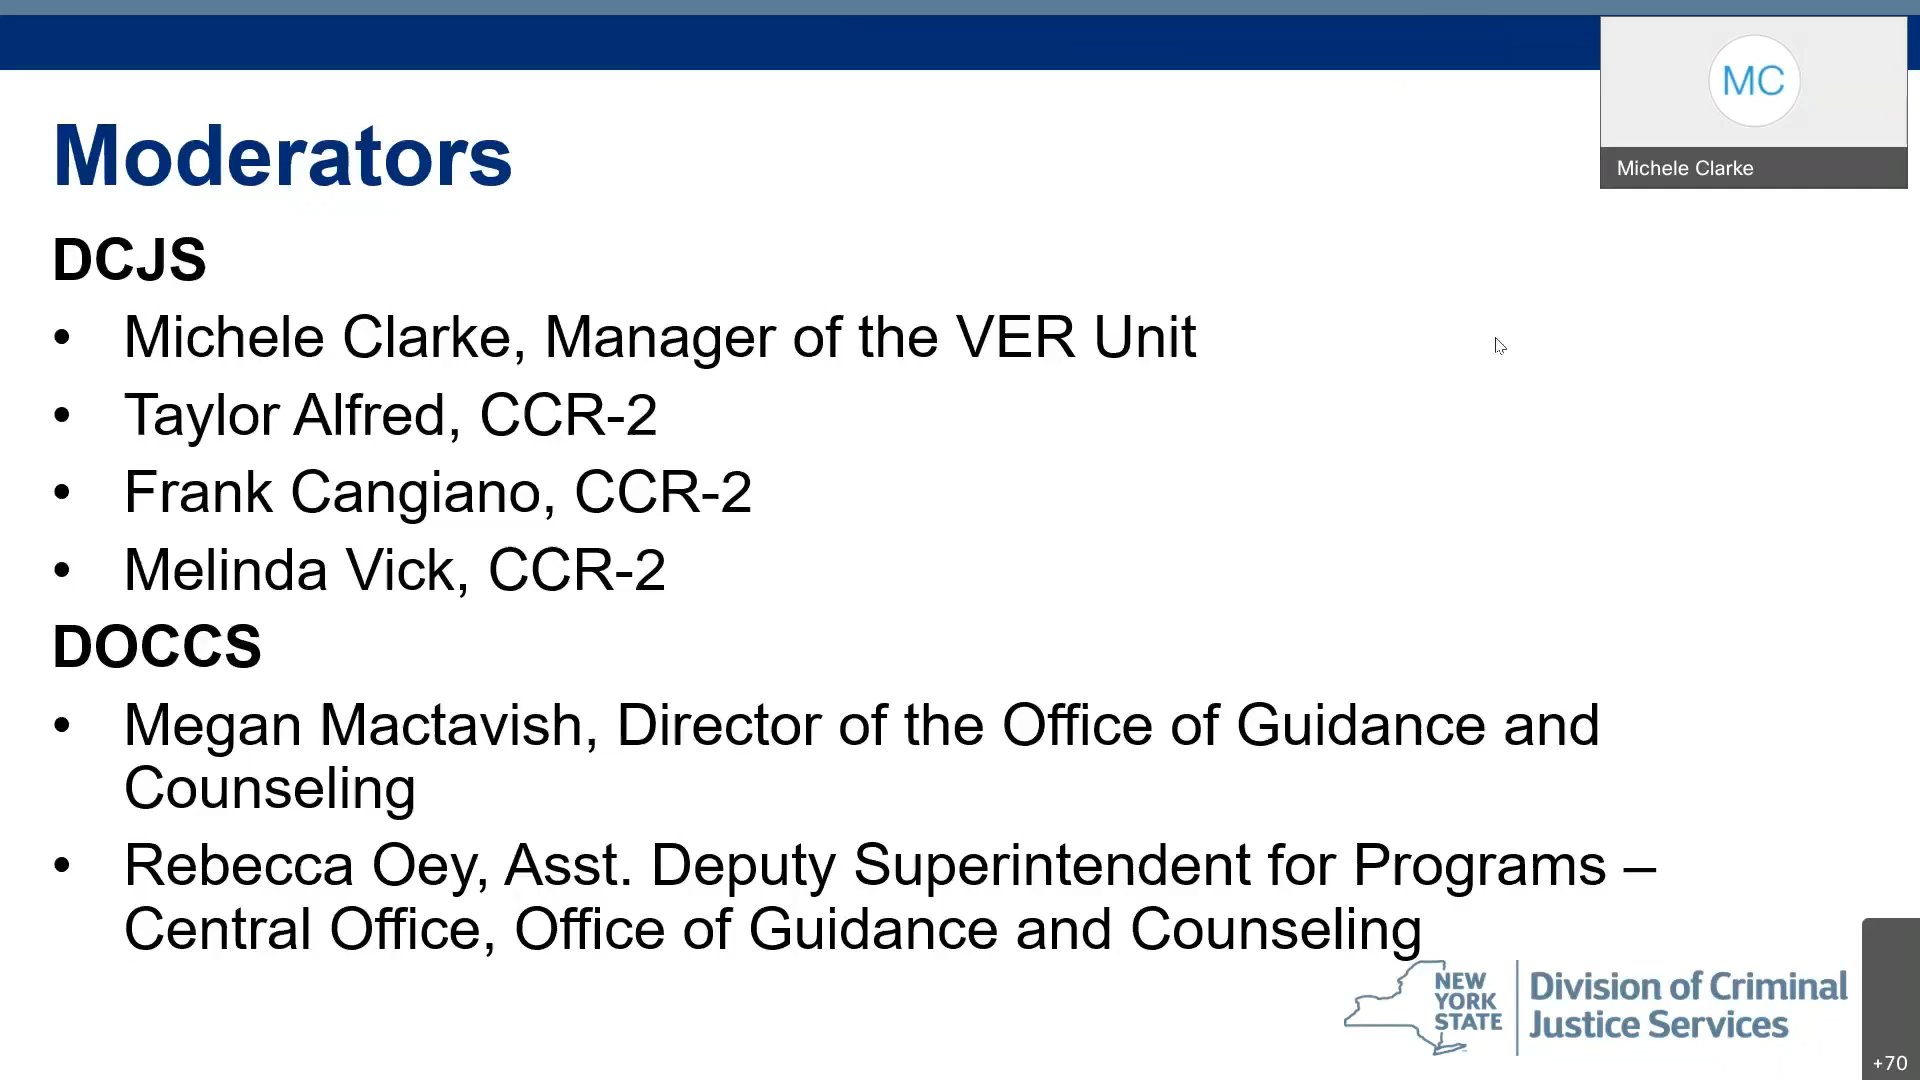 MC
Michele Clarke
Moderators
DCJS
• Michele Clarke, Manager of the VER Unit
• Taylor Alfred, CCR-2
• Frank Cangiano, CCR-2
• Melinda Vick, CCR-2
DOCCS
• Megan Mactavish, Director of the Office of Guidance and
Counseling
• Rebecca Oey, Asst. Deputy Superintendent for Programs –
Central Office, Office of Guidance and Counseling
NEW
YORK
STATE
Division of Criminal
Justice Services
+70